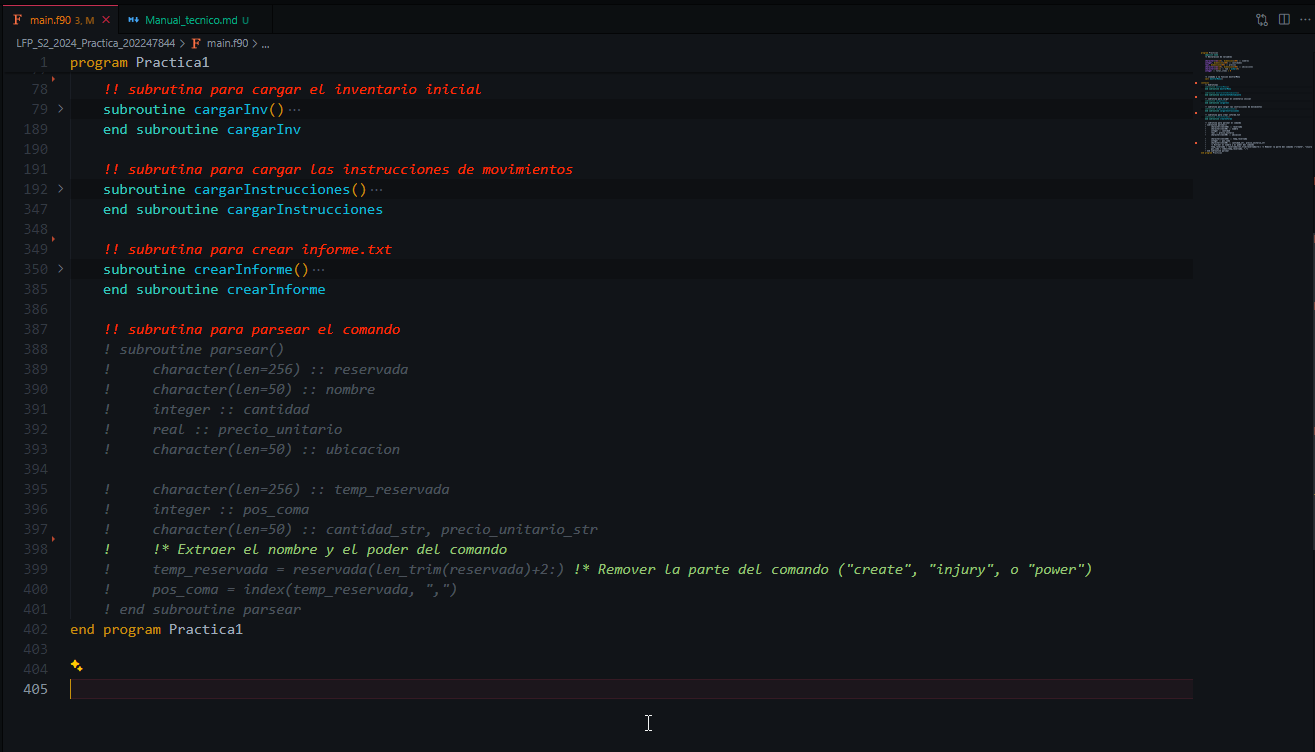 main.f90 3, M
Manual_tecnico.md U
LFP_S2_2024_Practica_202247844 > main.f90 > ...
1 program Practica1
78 !! subrutina para cargar el inventario inicial
79 subroutine cargarInv() ...
189 end subroutine cargarInv
190
191 !! subrutina para cargar las instrucciones de movimientos
192 subroutine cargarInstrucciones() ...
347 end subroutine cargarInstrucciones
348
349 !! subrutina para crear informe.txt
350 subroutine crearInforme() ...
385 end subroutine crearInforme
386
387 !! subrutina para parsear el comando
388 ! subroutine parsear()
389 !     character(len=256) :: reservada
390 !     character(len=50) :: nombre
391 !     integer :: cantidad
392 !     real :: precio_unitario
393 !     character(len=50) :: ubicacion
394
395 !     character(len=256) :: temp_reservada
396 !     integer :: pos_coma
397 !     character(len=50) :: cantidad_str, precio_unitario_str
398 !     !* Extraer el nombre y el poder del comando
399 !     temp_reservada = reservada(len_trim(reservada)+2:) !* Remover la parte del comando ("create", "injury", o "power")
400 !     pos_coma = index(temp_reservada, ",")
401 ! end subroutine parsear
402 end program Practica1
403
404
405